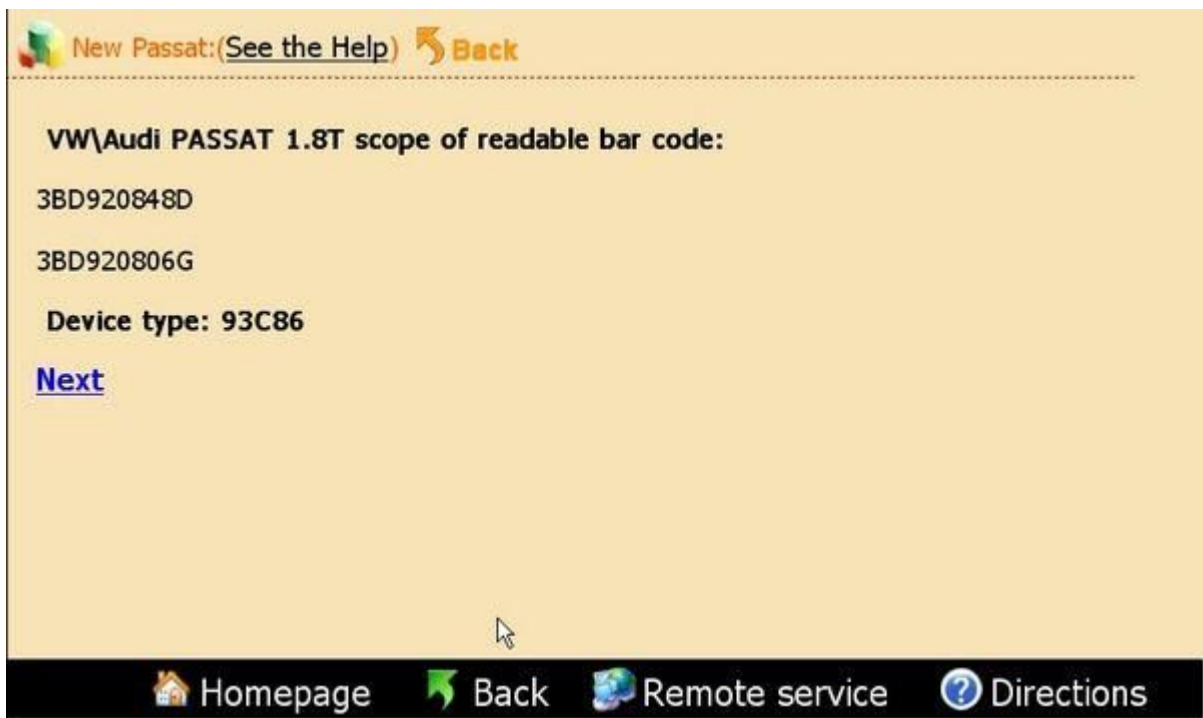 New Passat:(See the Help) Back
VW\Audi PASSAT 1.8T scope of readable bar code:
3BD920848D
3BD920806G
Device type: 93C86
Next
Homepage Back Remote service Directions